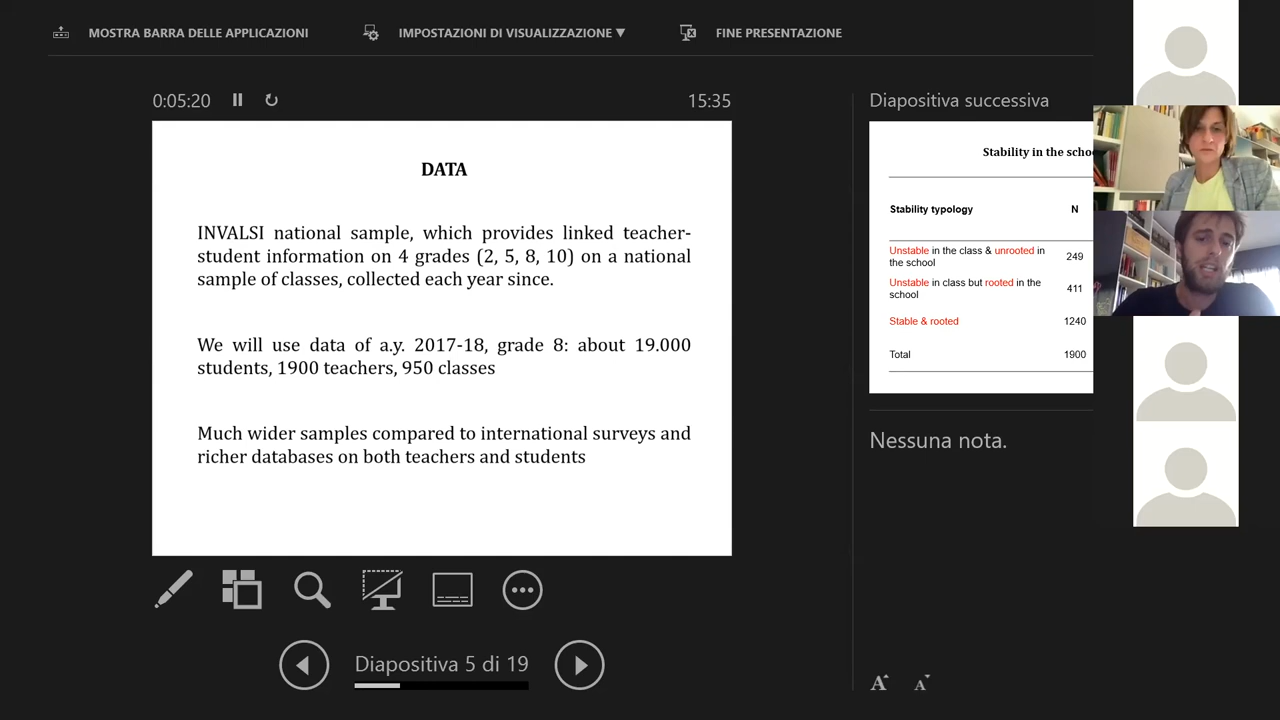 MOSTRA BARRA DELLE APPLICAZIONI
IMPOSTAZIONI DI VISUALIZZAZIONE ▼
FINE PRESENTAZIONE
0:05:20
15:35
DATA
INVALSI national sample, which provides linked teacher-
student information on 4 grades (2, 5, 8, 10) on a national
sample of classes, collected each year since.
We will use data of a.y. 2017-18, grade 8: about 19.000
students, 1900 teachers, 950 classes
Much wider samples compared to international surveys and
richer databases on both teachers and students
Diapositiva 5 di 19
Diapositiva successiva
Stability in the
Stability typology N
Unstable in the class & unrooted in
the school 249
Unstable in class but rooted in the
school 411
Stable & rooted 1240
Total 1900
Nessuna nota.
A A